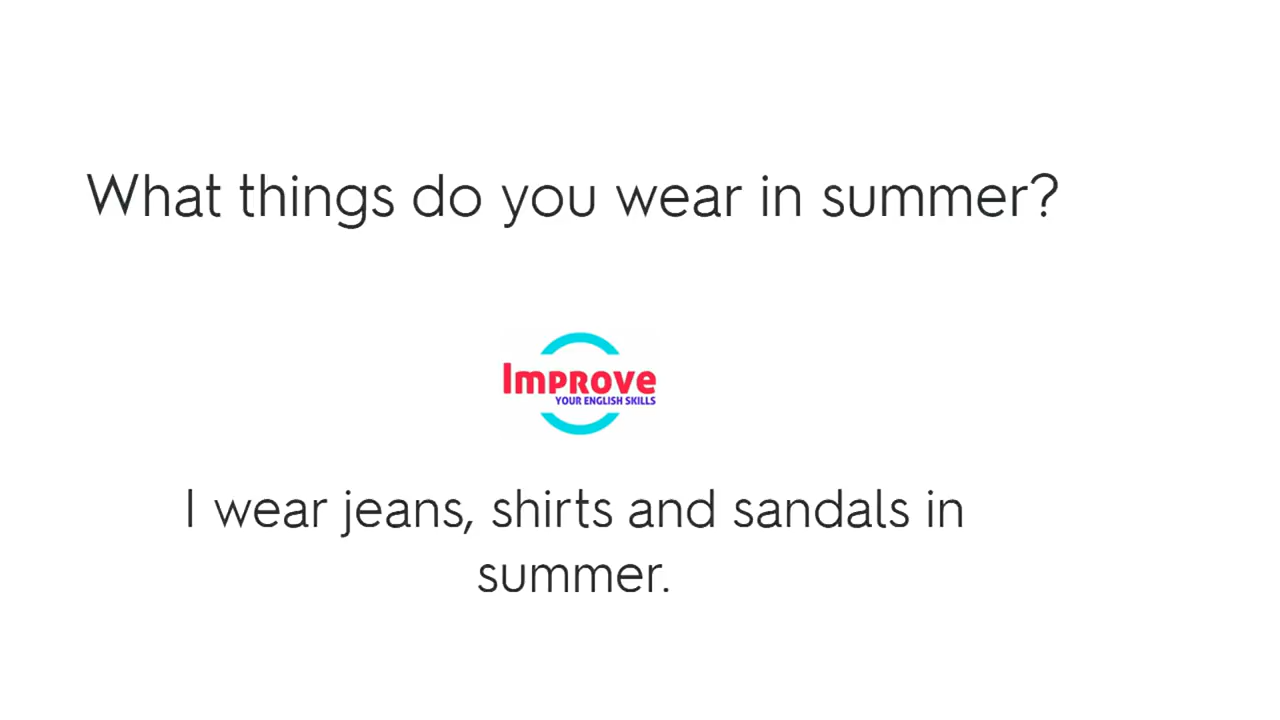 What things do you wear in summer?
Improve
YOUR ENGLISH SKILLS
I wear jeans, shirts and sandals in
summer.